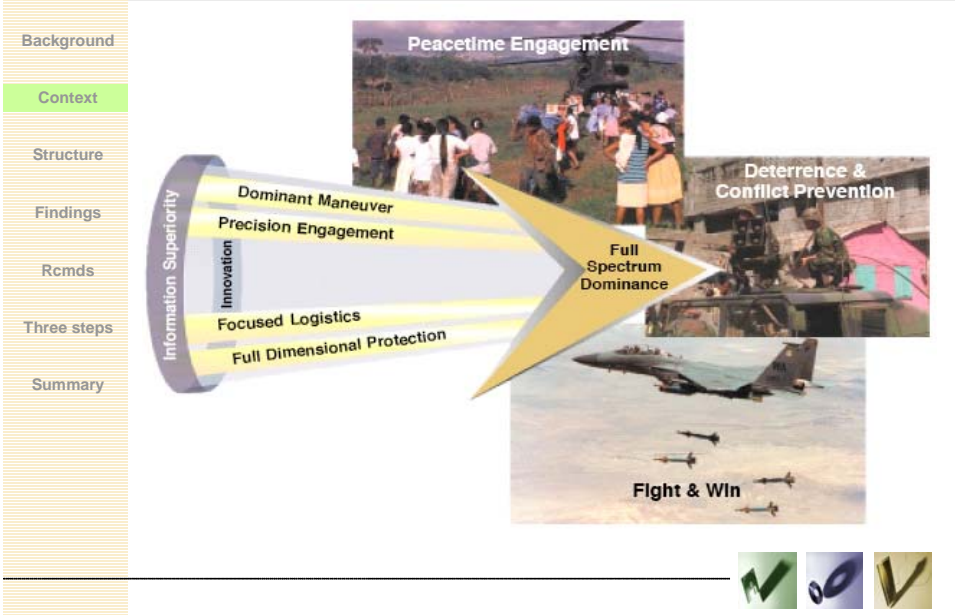 Background
Context
Structure
Findings
Rcmds
Three steps
Summary
Peacetime Engagement
Deterrence &
Conflict Prevention
Information Superiority
Dominant Maneuver
Precision Engagement
Innovation
Focused Logistics
Full Dimensional Protection
Full
Spectrum
Dominance
Fight & Win